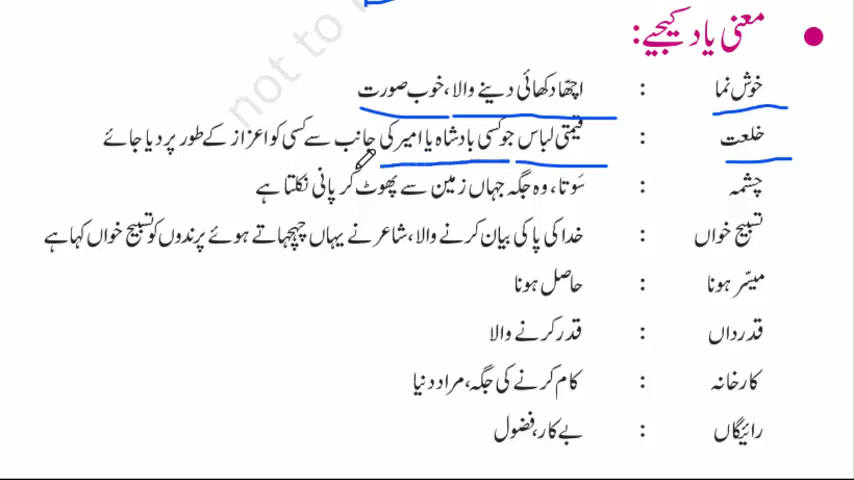 معنی یاد کیجیے:
خوش نما : اچھا دکھائی دینے والا، خوب صورت
خلعت : قیمتی لباس جو کسی بادشاہ یا امیر کی جانب سے کسی کو اعزاز کے طور پر دیا جائے
چشمہ : سَوتا، وہ جگہ جہاں زمین سے پھوٹ کر پانی نکلتا ہے
تسبیح خواں : خدا کی پاکی بیان کرنے والا، شاعر نے یہاں چہچہاتے ہوئے پرندوں کو تسبیح خواں کہا ہے
میسّر ہونا : حاصل ہونا
قدرداں : قدر کرنے والا
کارخانہ : کام کرنے کی جگہ، مراد دنیا
رائیگاں : بے کار، فضول
not to